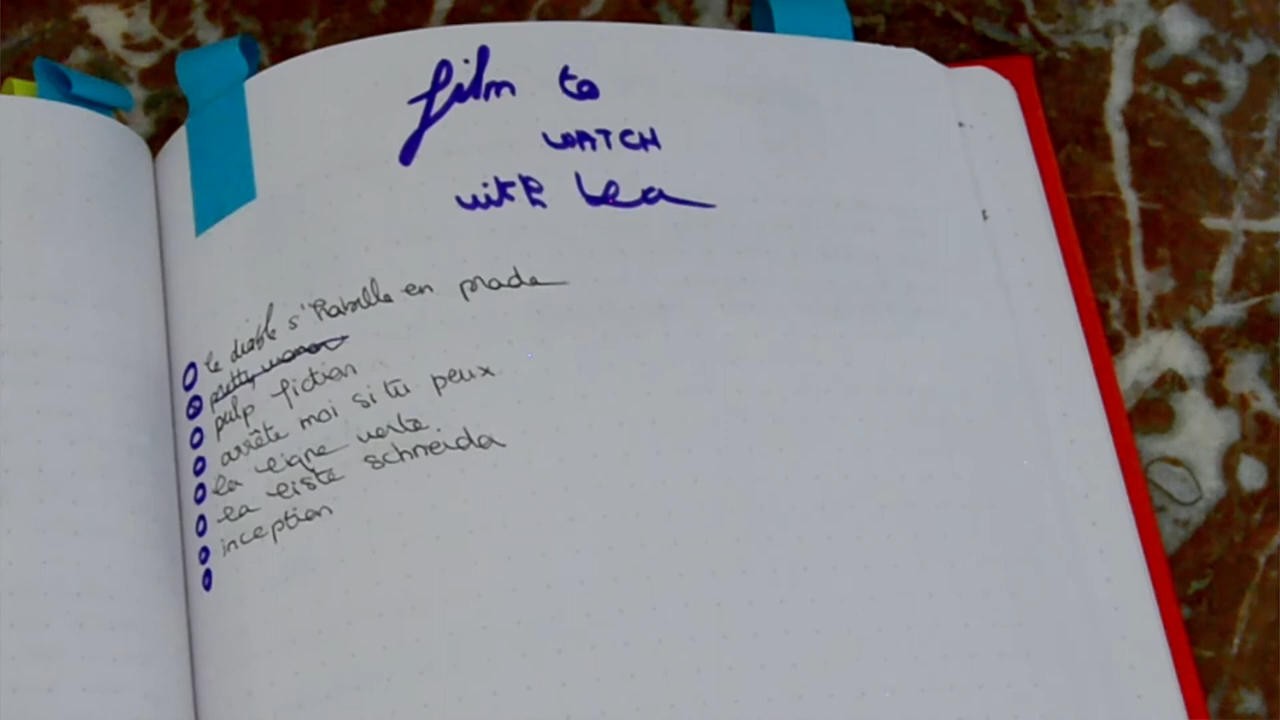 film to
WATCH
with Lea
le diable s'habille en prada
pretty woman
pulp fiction
arrête moi si tu peux
la ligne verte
la liste schneida
inception